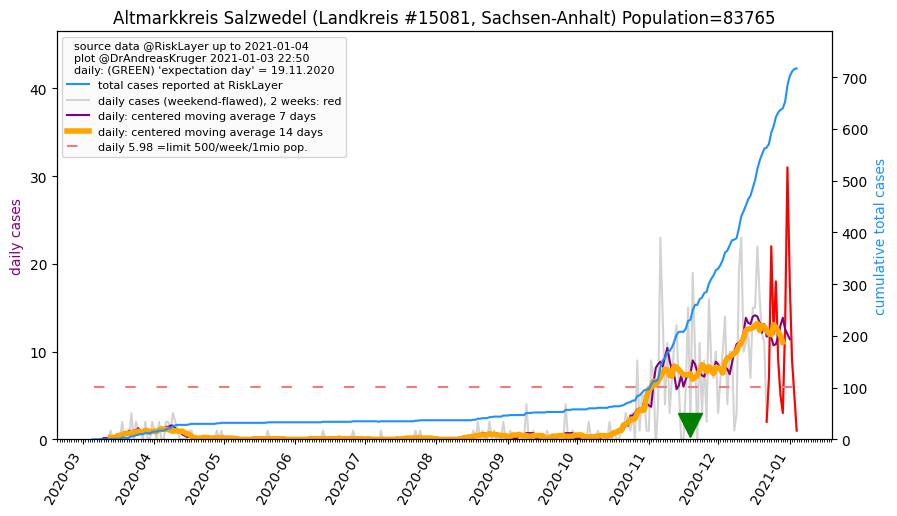 Altmarkkreis Salzwedel (Landkreis #15081, Sachsen-Anhalt) Population=83765
source data @RiskLayer up to 2021-01-04
plot @DrAndreasKruger 2021-01-03 22:50
daily: (GREEN) 'expectation day' = 19.11.2020
total cases reported at RiskLayer
daily cases (weekend-flawed), 2 weeks: red
daily: centered moving average 7 days
daily: centered moving average 14 days
daily 5.98 =limit 500/week/1mio pop.
daily cases
40
30
20
10
0
cumulative total cases
700
600
500
400
300
200
100
0
2020-03
2020-04
2020-05
2020-06
2020-07
2020-08
2020-09
2020-10
2020-11
2020-12
2021-01